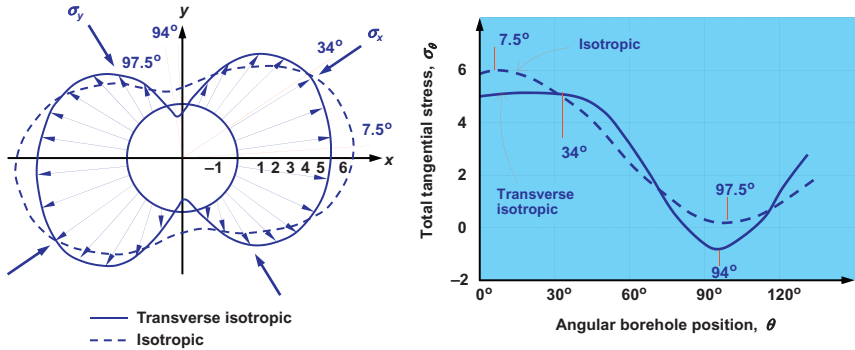 y
σy
94°
34°
σx
97.5°
7.5°
x
–1 1 2 3 4 5 6
Transverse isotropic
Isotropic
Total tangential stress, σθ
6
4
2
0
–2
7.5°
Isotropic
34°
Transverse
isotropic
97.5°
94°
0° 30° 60° 90° 120°
Angular borehole position, θ